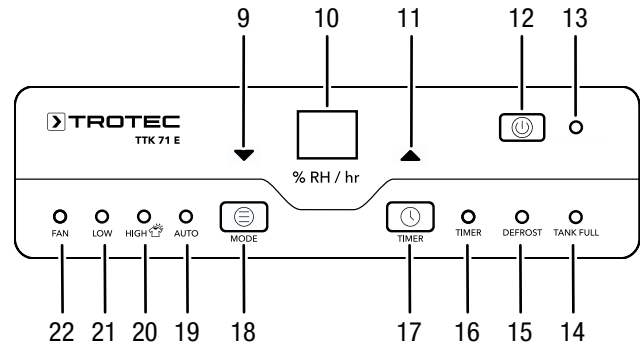 9 10 11 12 13
TROTEC
TTK 71 E
% RH / hr
FAN LOW HIGH AUTO MODE TIMER TIMER DEFROST TANK FULL
22 21 20 19 18 17 16 15 14